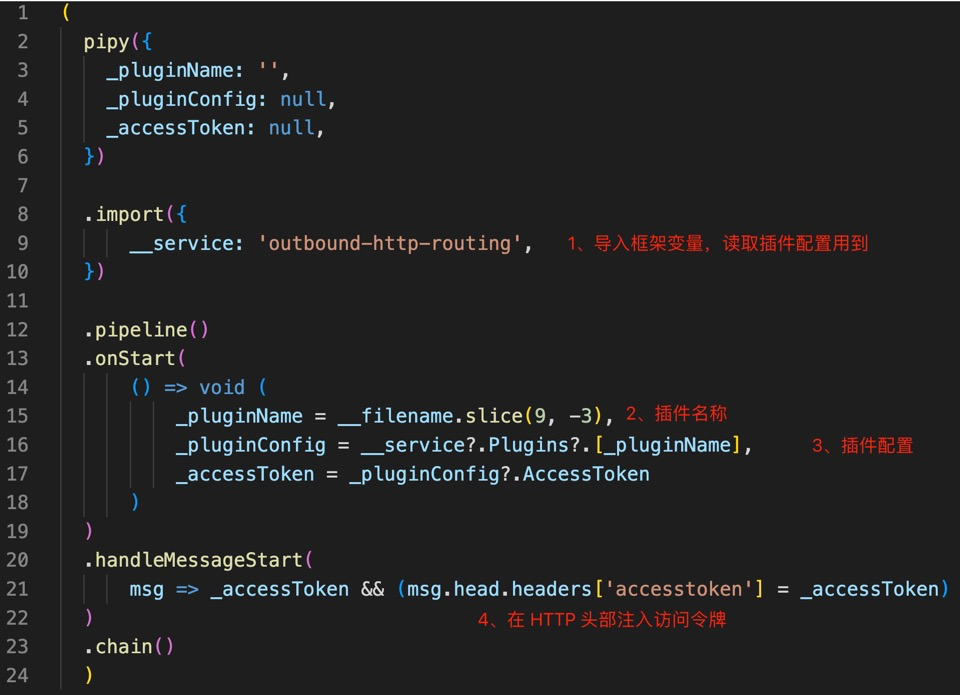 1 (
2 pipy({
3 _pluginName: '',
4 _pluginConfig: null,
5 _accessToken: null,
6 })
7
8 .import({
9 __service: 'outbound-http-routing', 1、导入框架变量，读取插件配置用到
10 })
11
12 .pipeline()
13 .onStart(
14 () => void (
15 _pluginName = __filename.slice(9, -3), 2、插件名称
16 _pluginConfig = __service?.Plugins?.[_pluginName], 3、插件配置
17 _accessToken = _pluginConfig?.AccessToken
18 )
19 )
20 .handleMessageStart(
21 msg => _accessToken && (msg.head.headers['accesstoken'] = _accessToken)
22 ) 4、在 HTTP 头部注入访问令牌
23 .chain()
24 )